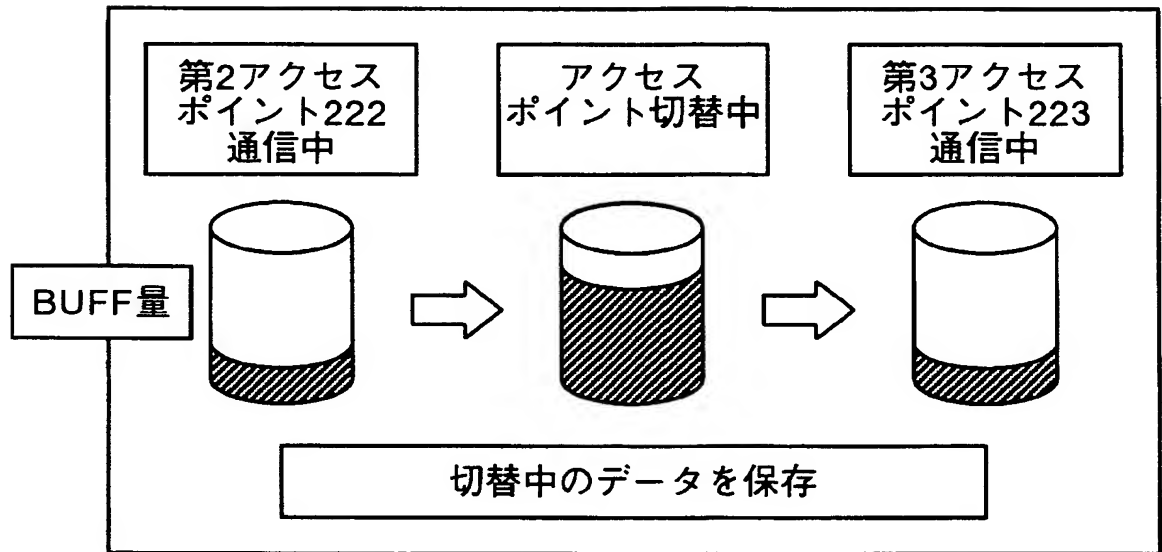 第2アクセス
ポイント222
通信中
アクセス
ポイント切替中
第3アクセス
ポイント223
通信中
BUFF量
切替中のデータを保存